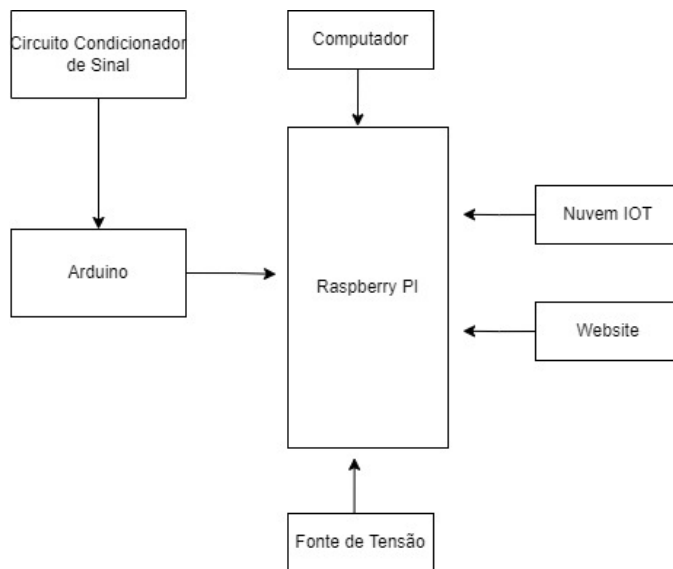 Circuito Condicionador
de Sinal
Computador
Nuvem IOT
Arduino
Raspberry PI
Website
Fonte de Tensão